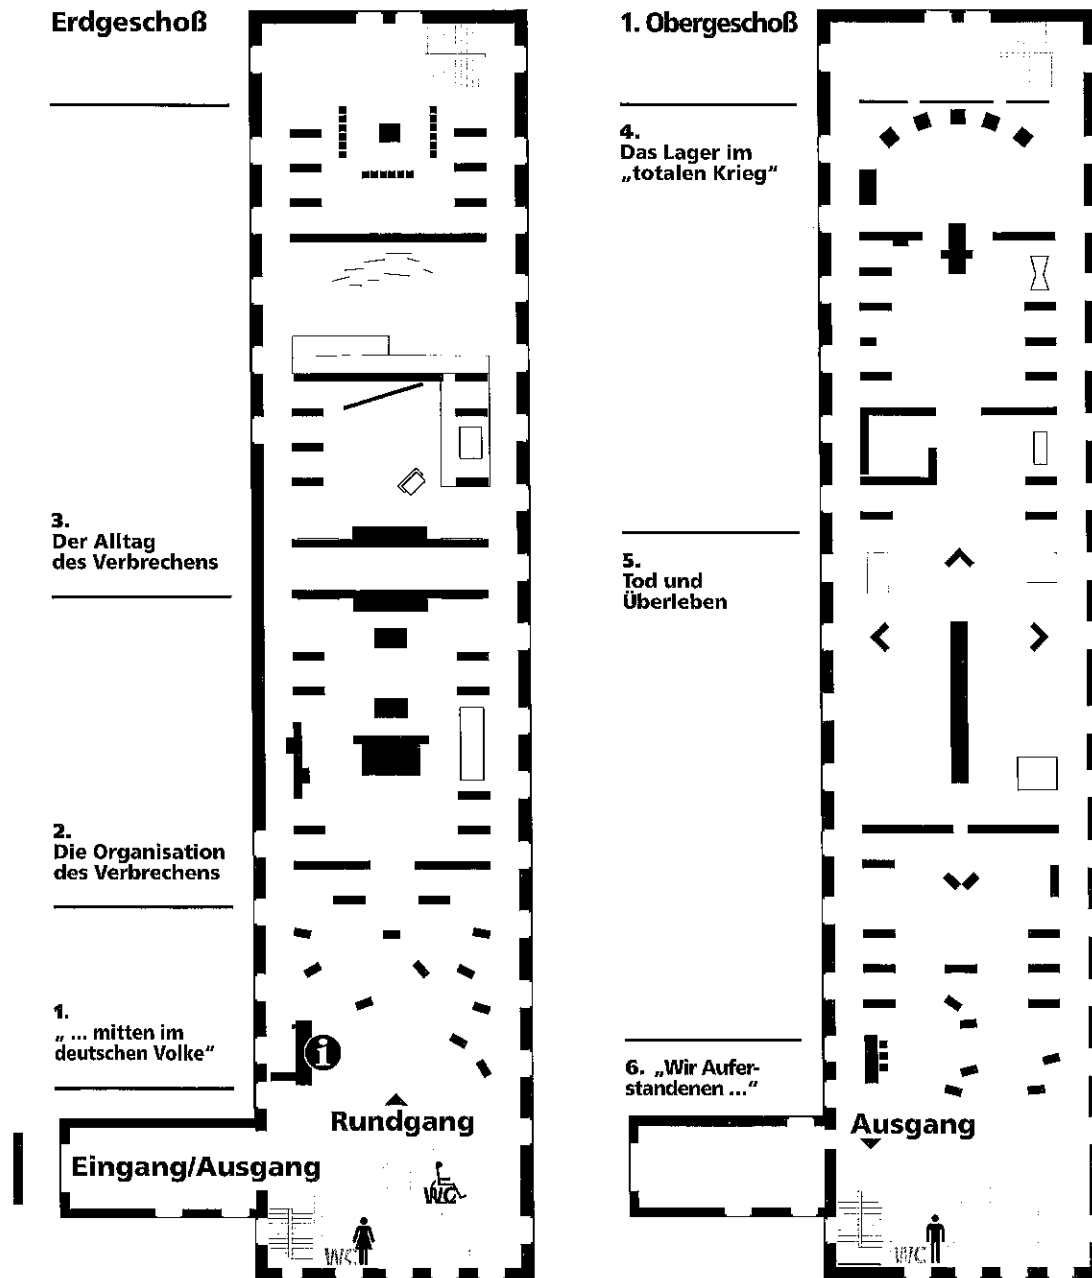 Erdgeschoß
3.
Der Alltag
des Verbrechens
2.
Die Organisation
des Verbrechens
1.
„ ... mitten im
deutschen Volke“
i
Rundgang
Eingang/Ausgang
WC
WC
1. Obergeschoß
4.
Das Lager im
„totalen Krieg“
5.
Tod und
Überleben
6. „Wir Aufer-
standenen ...“
Ausgang
WC